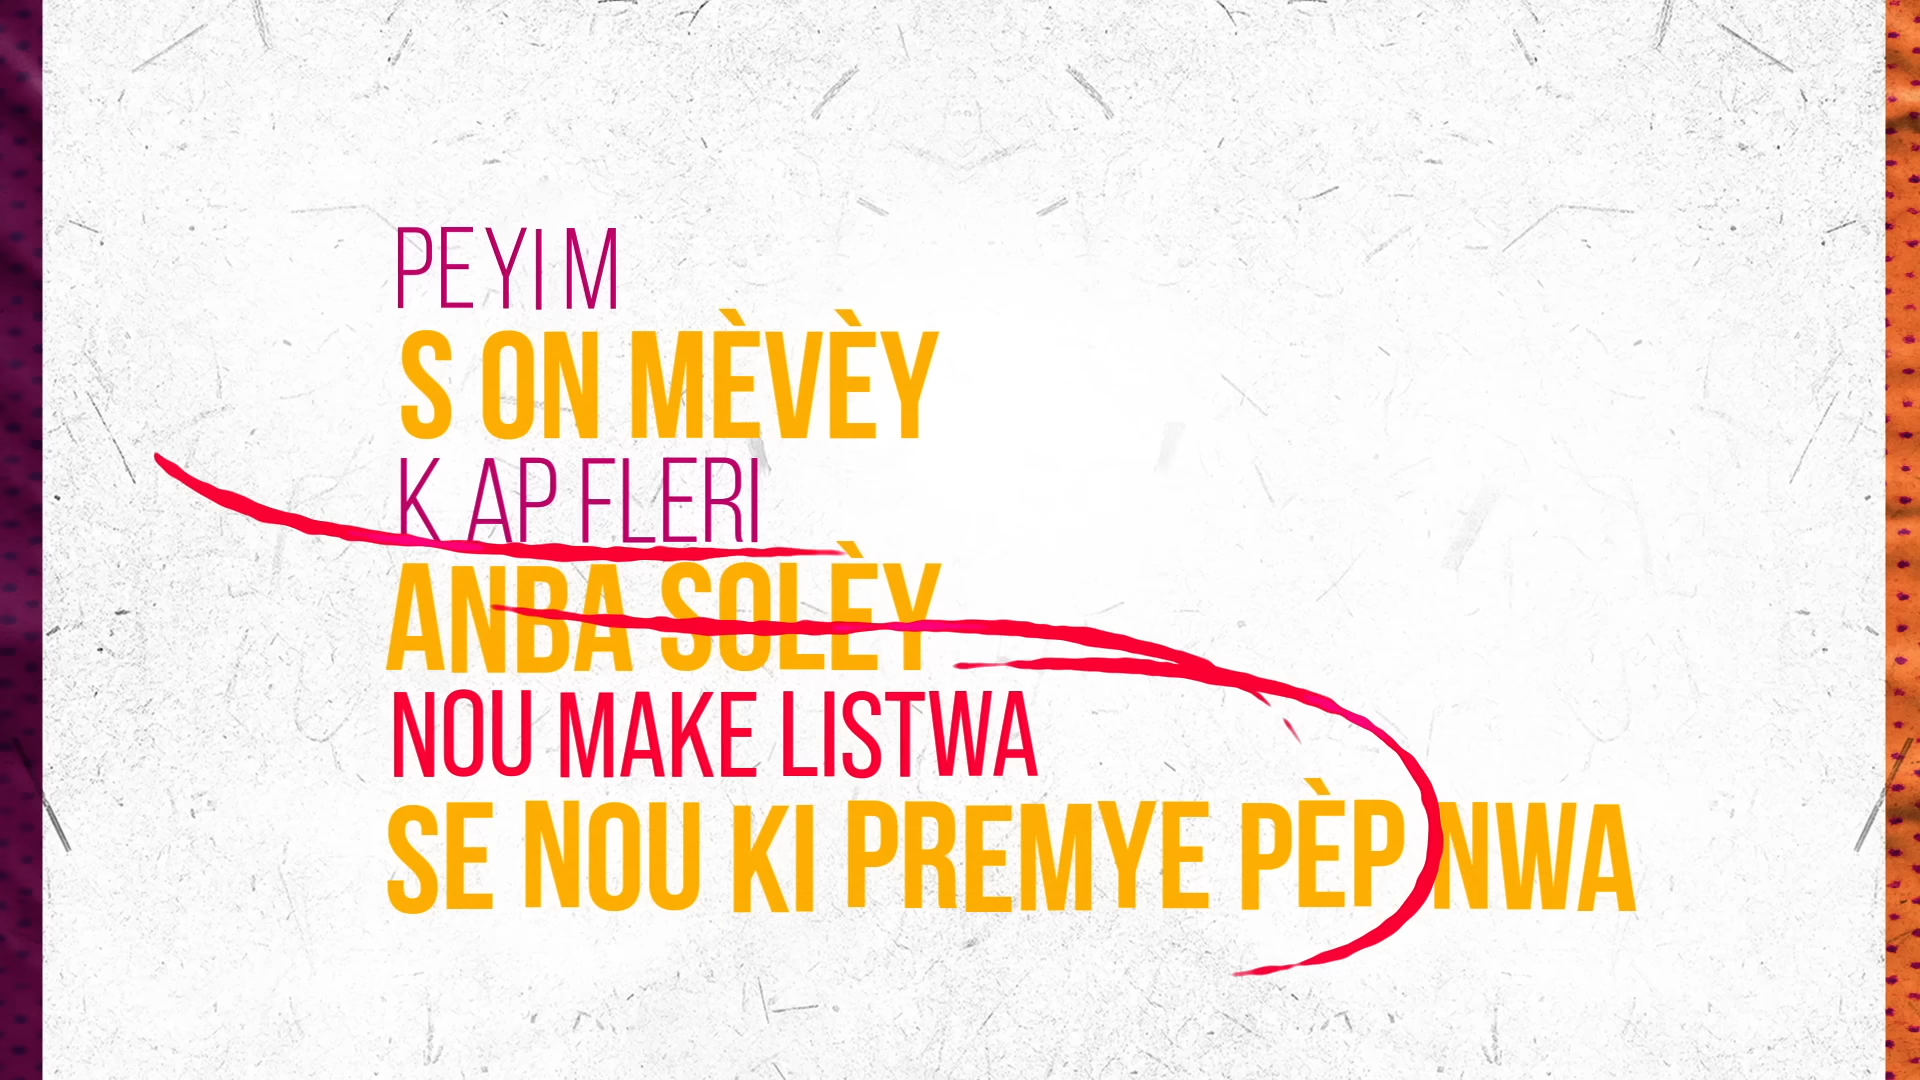 PEYI M
S ON MÈVÈY
K AP FLERI
ANBA SOLÈY
NOU MAKE LISTWA
SE NOU KI PREMYE PÈP NWA